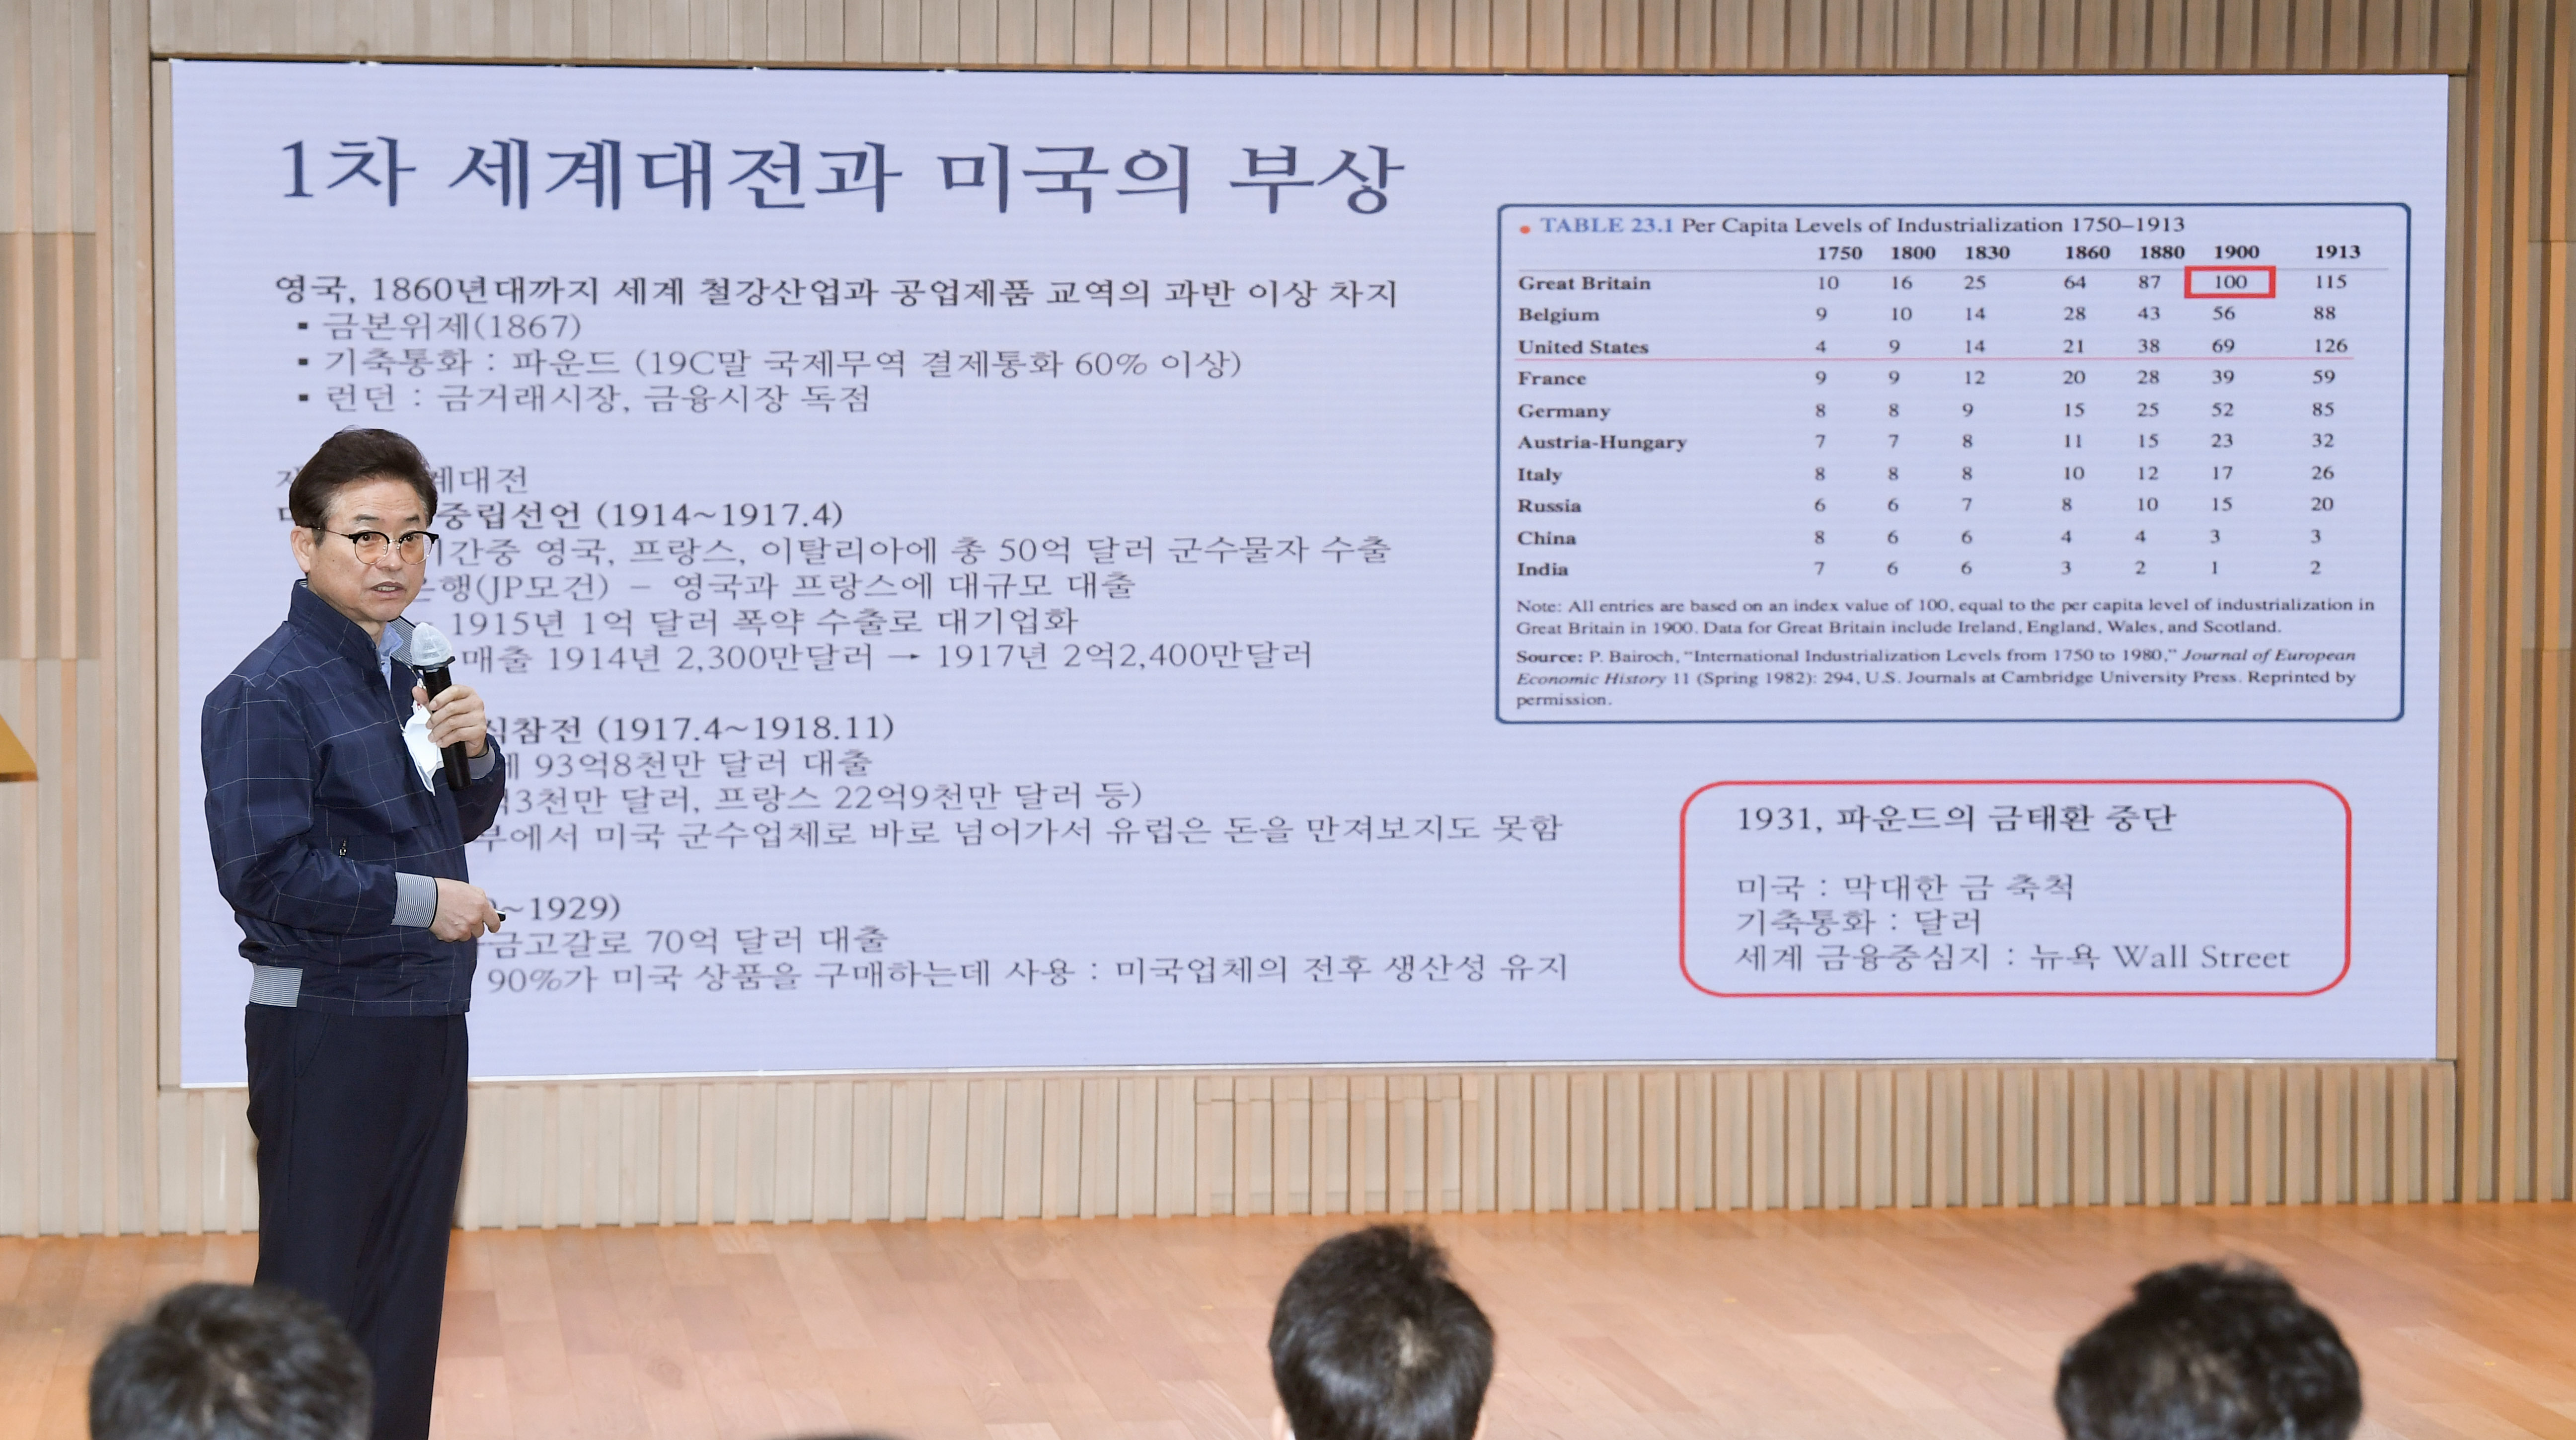 1차 세계대전과 미국의 부상
영국, 1860년대까지 세계 철강산업과 공업제품 교역의 과반 이상 차지
▪ 금본위제(1867)
▪ 기축통화 : 파운드 (19C말 국제무역 결제통화 60% 이상)
▪ 런던 : 금거래시장, 금융시장 독점
계대전
중립선언 (1914~1917.4)
기간중 영국, 프랑스, 이탈리아에 총 50억 달러 군수물자 수출
은행(JP모건) – 영국과 프랑스에 대규모 대출
1915년 1억 달러 폭약 수출로 대기업화
매출 1914년 2,300만달러 → 1917년 2억2,400만달러
식참전 (1917.4~1918.11)
에 93억8천만 달러 대출
억3천만 달러, 프랑스 22억9천만 달러 등)
부에서 미국 군수업체로 바로 넘어가서 유럽은 돈을 만져보지도 못함
~1929)
금고갈로 70억 달러 대출
90%가 미국 상품을 구매하는데 사용 : 미국업체의 전후 생산성 유지
• TABLE 23.1 Per Capita Levels of Industrialization 1750–1913
1750 1800 1830 1860 1880 1900 1913
Great Britain 10 16 25 64 87 100 115
Belgium 9 10 14 28 43 56 88
United States 4 9 14 21 38 69 126
France 9 9 12 20 28 39 59
Germany 8 8 9 15 25 52 85
Austria-Hungary 7 7 8 11 15 23 32
Italy 8 8 8 10 12 17 26
Russia 6 6 7 8 10 15 20
China 8 6 6 4 4 3 3
India 7 6 6 3 2 1 2
Note: All entries are based on an index value of 100, equal to the per capita level of industrialization in
Great Britain in 1900. Data for Great Britain include Ireland, England, Wales, and Scotland.
Source: P. Bairoch, “International Industrialization Levels from 1750 to 1980,” Journal of European
Economic History 11 (Spring 1982): 294, U.S. Journals at Cambridge University Press. Reprinted by
permission.
1931, 파운드의 금태환 중단
미국 : 막대한 금 축척
기축통화 : 달러
세계 금융중심지 : 뉴욕 Wall Street